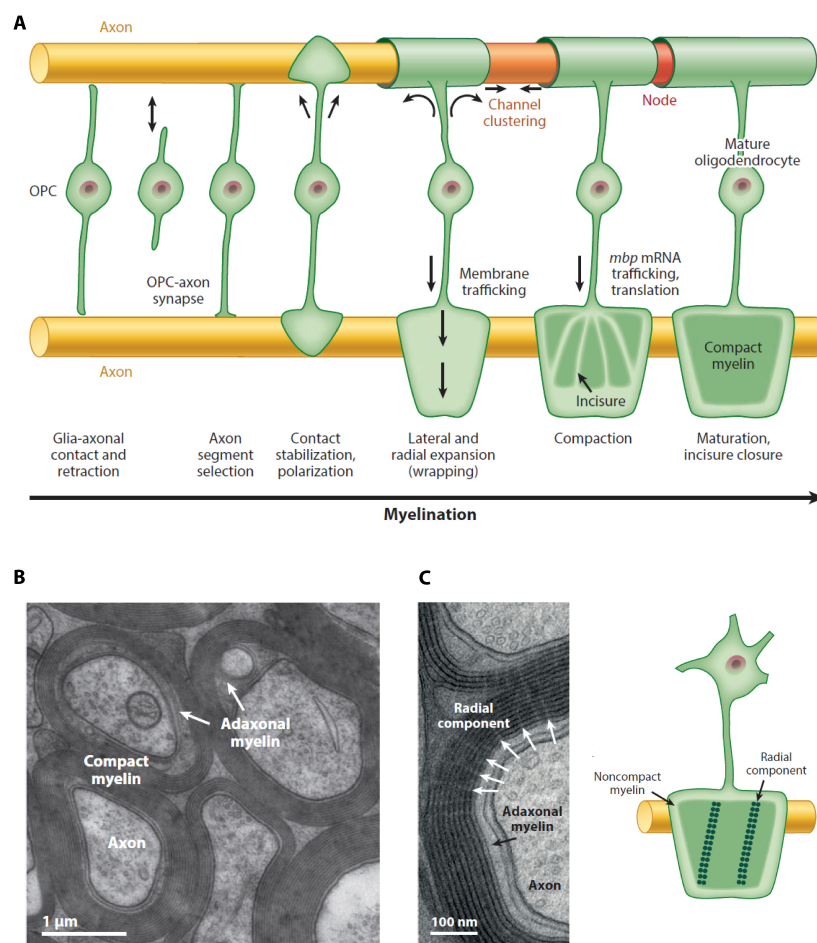 A
Axon
Channel
clustering
Node
Mature
oligodendrocyte
OPC
OPC-axon
synapse
Membrane
trafficking
mbp mRNA
trafficking,
translation
Axon
Compact
myelin
Incisure
Glia-axonal
contact and
retraction
Axon
segment
selection
Contact
stabilization,
polarization
Lateral and
radial expansion
(wrapping)
Compaction
Maturation,
incisure closure
Myelination
B
Adaxonal
myelin
Compact
myelin
Axon
1 µm
C
Radial
component
Adaxonal
myelin
Axon
100 nm
Noncompact
myelin
Radial
component